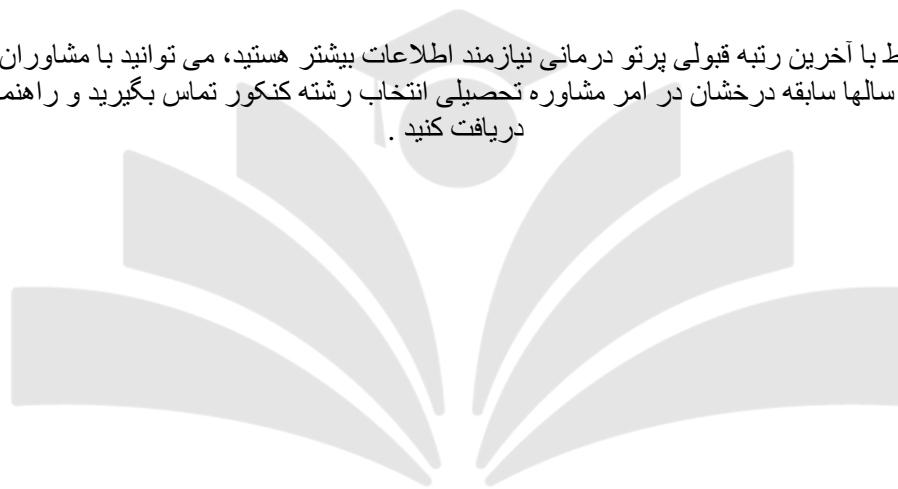 با آخرین رتبه قبولی پرتو درمانی نیازمند اطلاعات بیشتر هستید، می توانید با مشاوران
سالها سابقه درخشان در امر مشاوره تحصیلی انتخاب رشته کنکور تماس بگیرید و
دریافت کنید .